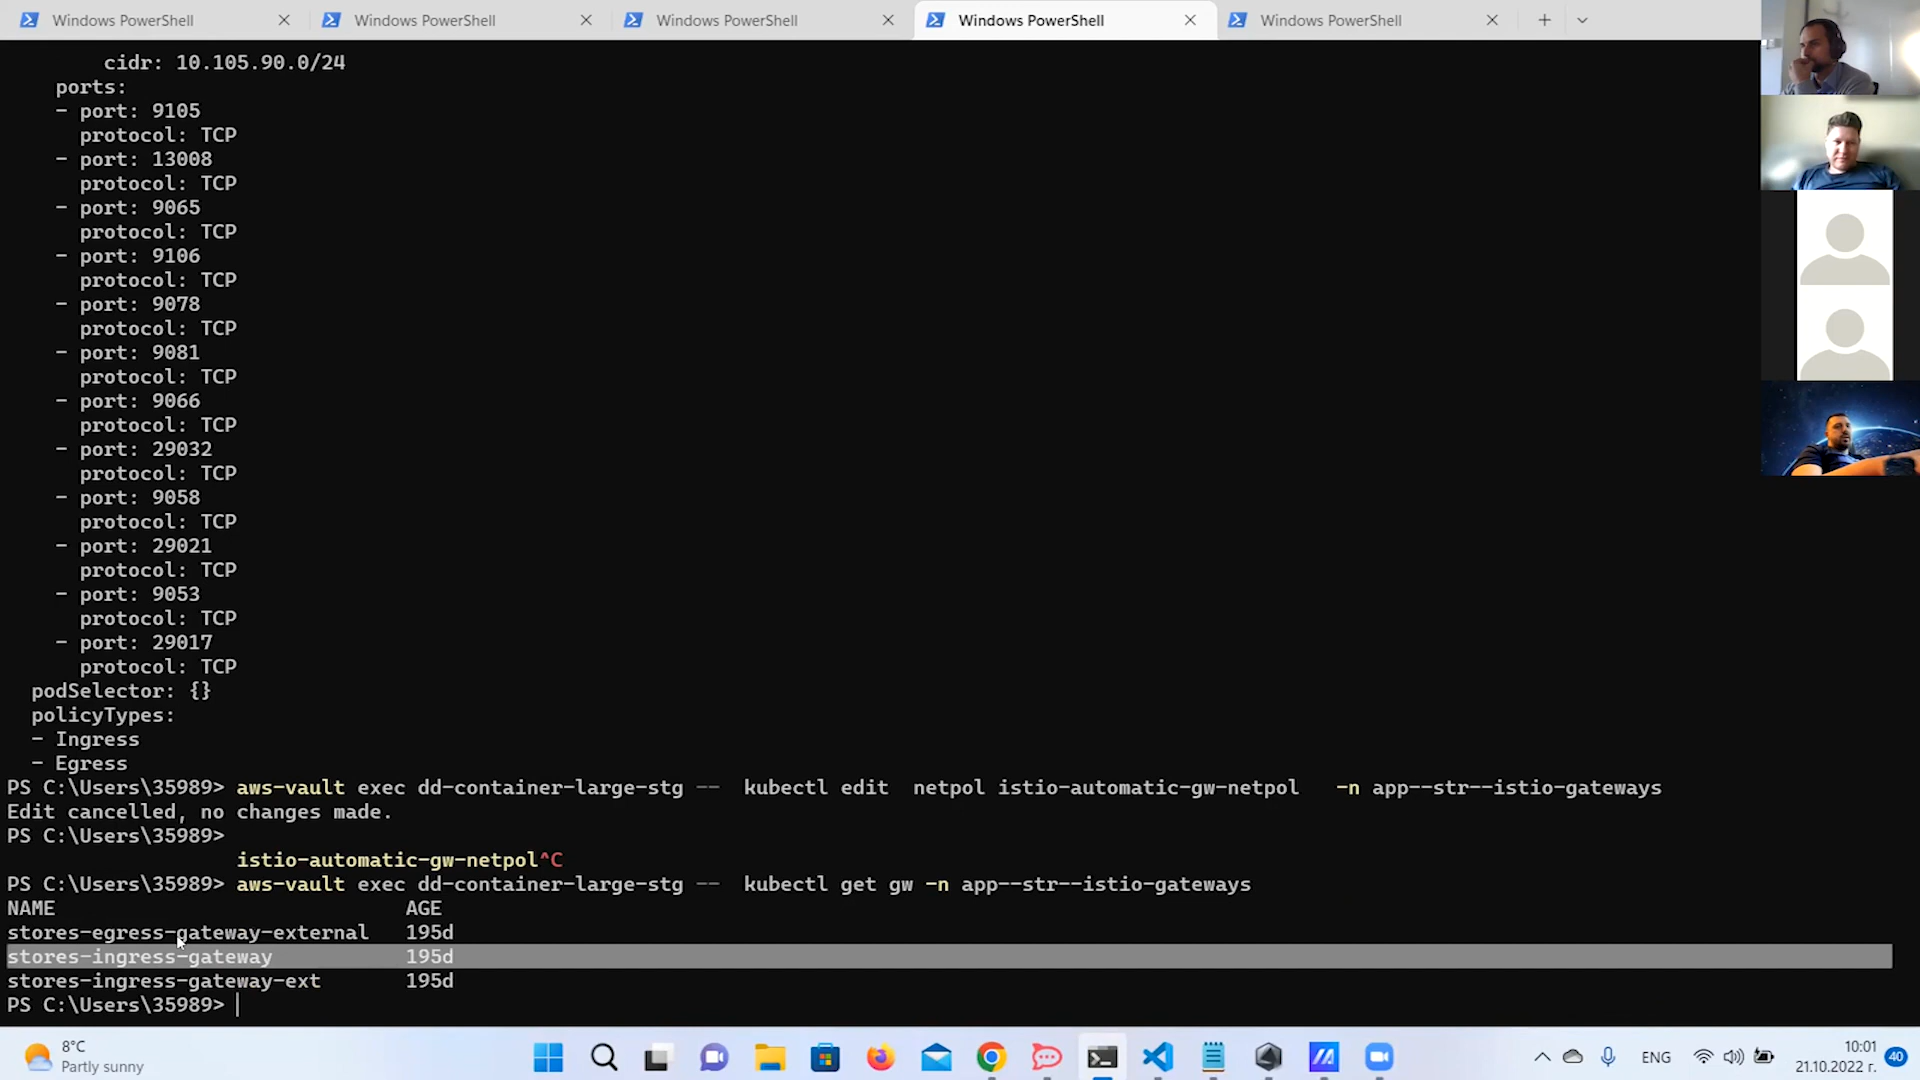 Windows PowerShell Windows PowerShell Windows PowerShell Windows PowerShell Windows PowerShell
cidr: 10.105.90.0/24
ports:
- port: 9105
protocol: TCP
- port: 13008
protocol: TCP
- port: 9065
protocol: TCP
- port: 9106
protocol: TCP
- port: 9078
protocol: TCP
- port: 9081
protocol: TCP
- port: 9066
protocol: TCP
- port: 29032
protocol: TCP
- port: 9058
protocol: TCP
- port: 29021
protocol: TCP
- port: 9053
protocol: TCP
- port: 29017
protocol: TCP
podSelector: {}
policyTypes:
- Ingress
- Egress
PS C:\Users\35989> aws-vault exec dd-container-large-stg -- kubectl edit netpol istio-automatic-gw-netpol -n app--str--istio-gateways
Edit cancelled, no changes made.
PS C:\Users\35989>
istio-automatic-gw-netpol^C
PS C:\Users\35989> aws-vault exec dd-container-large-stg -- kubectl get gw -n app--str--istio-gateways
NAME AGE
stores-egress-gateway-external 195d
stores-ingress-gateway 195d
stores-ingress-gateway-ext 195d
PS C:\Users\35989>
8°C
Partly sunny
ENG
10:01
21.10.2022 г.
40